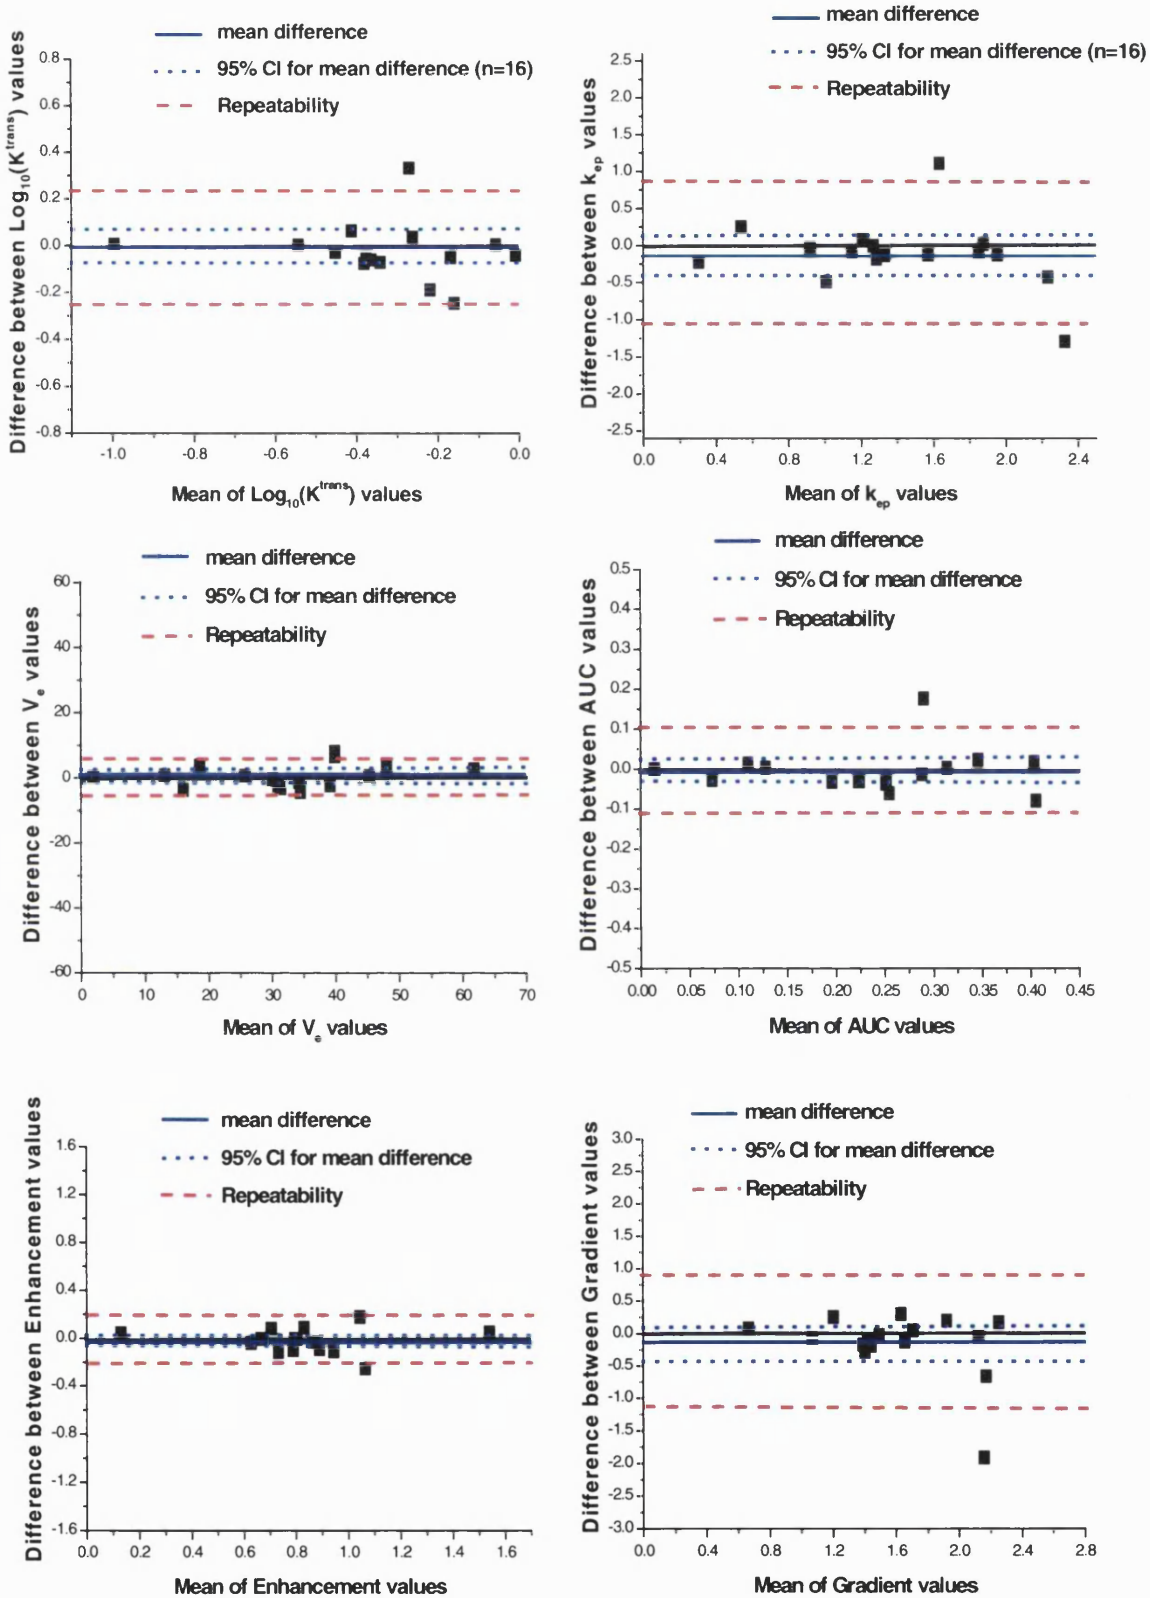 mean difference
95% CI for mean difference (n=16)
Repeatability
Difference between Log10(Ktrans) values
0.8
0.6
0.4
0.2
0.0
-0.2
-0.4
-0.6
-0.8
-1.0 -0.8 -0.6 -0.4 -0.2 0.0
Mean of Log10(Ktrans) values
mean difference
95% CI for mean difference (n=16)
Repeatability
Difference between kep values
2.5
2.0
1.5
1.0
0.5
0.0
-0.5
-1.0
-1.5
-2.0
-2.5
0.0 0.4 0.8 1.2 1.6 2.0 2.4
Mean of kep values
mean difference
95% CI for mean difference
Repeatability
Difference between Ve values
60
40
20
0
-20
-40
-60
0 10 20 30 40 50 60 70
Mean of Ve values
mean difference
95% CI for mean difference
Repeatability
Difference between AUC values
0.5
0.4
0.3
0.2
0.1
0.0
-0.1
-0.2
-0.3
-0.4
-0.5
0.00 0.05 0.10 0.15 0.20 0.25 0.30 0.35 0.40 0.45
Mean of AUC values
mean difference
95% CI for mean difference
Repeatability
Difference between Enhancement values
1.6
1.2
0.8
0.4
0.0
-0.4
-0.8
-1.2
-1.6
0.0 0.2 0.4 0.6 0.8 1.0 1.2 1.4 1.6
Mean of Enhancement values
mean difference
95% CI for mean difference
Repeatability
Difference between Gradient values
3.0
2.5
2.0
1.5
1.0
0.5
0.0
-0.5
-1.0
-1.5
-2.0
-2.5
-3.0
0.0 0.4 0.8 1.2 1.6 2.0 2.4 2.8
Mean of Gradient values